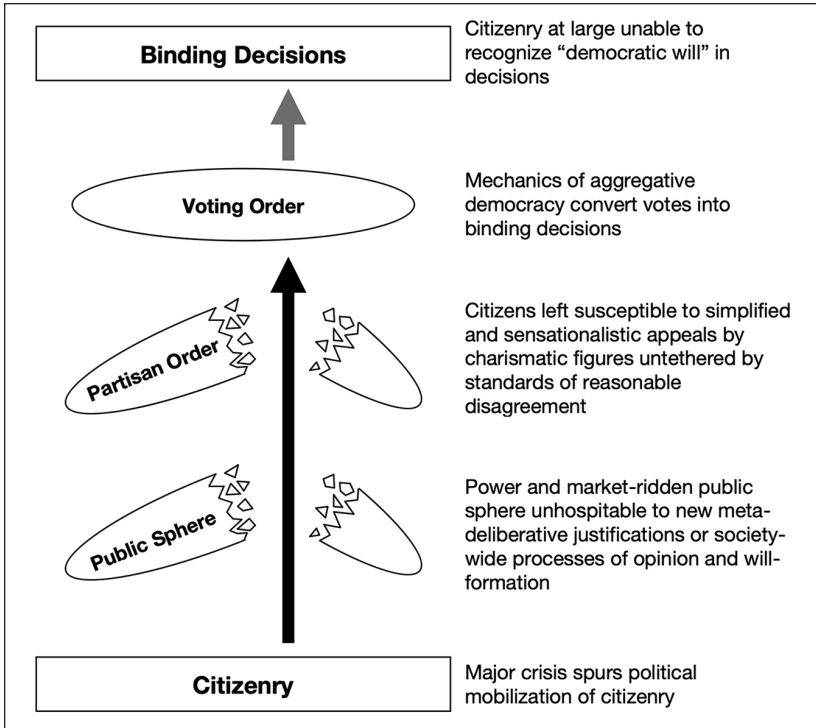 Binding Decisions
Citizenry at large unable to
recognize “democratic will” in
decisions
Voting Order
Mechanics of aggregative
democracy convert votes into
binding decisions
Partisan Order
Citizens left susceptible to simplified
and sensationalistic appeals by
charismatic figures untethered by
standards of reasonable
disagreement
Public Sphere
Power and market-ridden public
sphere unhospitable to new meta-
deliberative justifications or society-
wide processes of opinion and will-
formation
Citizenry
Major crisis spurs political
mobilization of citizenry